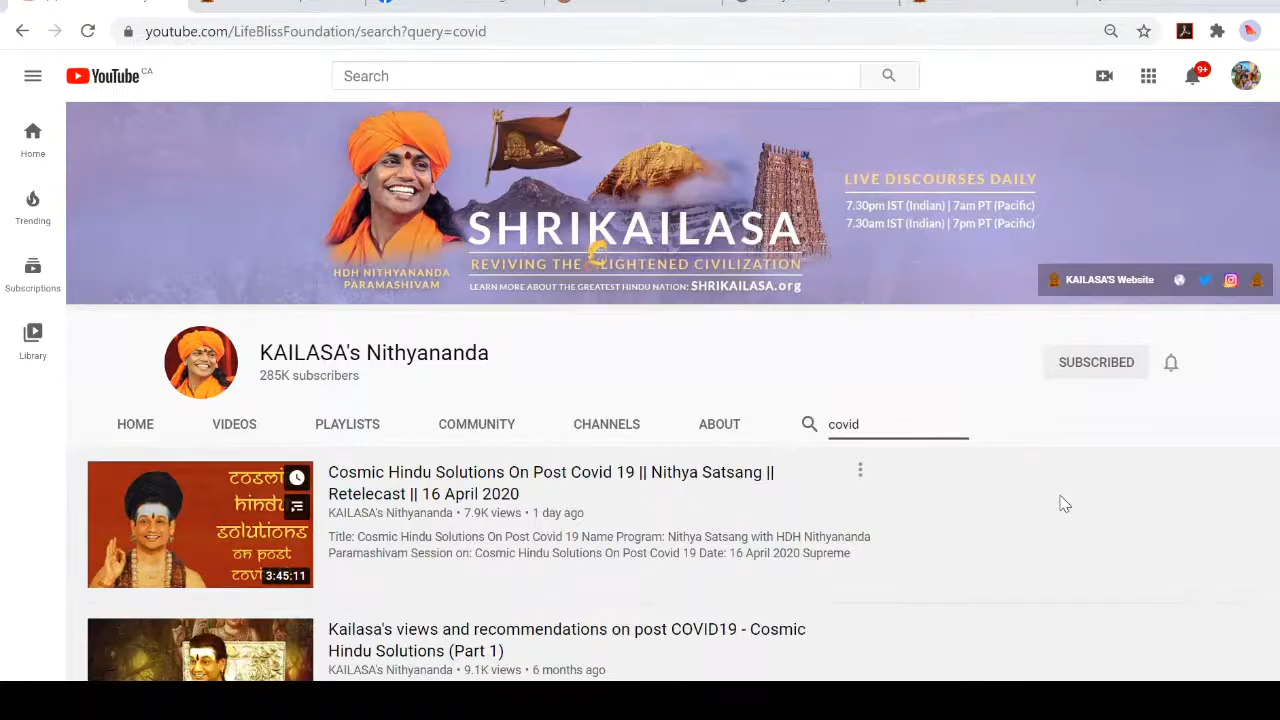 youtube.com/LifeBlissFoundation/search?query=covid
YouTube CA
Search
9+
Home
Trending
Subscriptions
Library
LIVE DISCOURSES DAILY
7.30pm IST (Indian) | 7am PT (Pacific)
7.30am IST (Indian) | 7pm PT (Pacific)
SHRIKAILASA
REVIVING THE ENLIGHTENED CIVILIZATION
LEARN MORE ABOUT THE GREATEST HINDU NATION: SHRIKAILASA.org
HDH NITHYANANDA
PARAMASHIVAM
KAILASA'S Website
KAILASA's Nithyananda
285K subscribers
SUBSCRIBED
HOME VIDEOS PLAYLISTS COMMUNITY CHANNELS ABOUT covid
Cosmic Hindu Solutions On Post Covid 19 || Nithya Satsang ||
Retelecast || 16 April 2020
KAILASA's Nithyananda • 7.9K views • 1 day ago
Title: Cosmic Hindu Solutions On Post Covid 19 Name Program: Nithya Satsang with HDH Nithyananda
Paramashivam Session on: Cosmic Hindu Solutions On Post Covid 19 Date: 16 April 2020 Supreme
hindu
solutions
on post
3:45:11
Kailasa's views and recommendations on post COVID19 - Cosmic
Hindu Solutions (Part 1)
KAILASA's Nithyananda • 9.1K views • 6 months ago